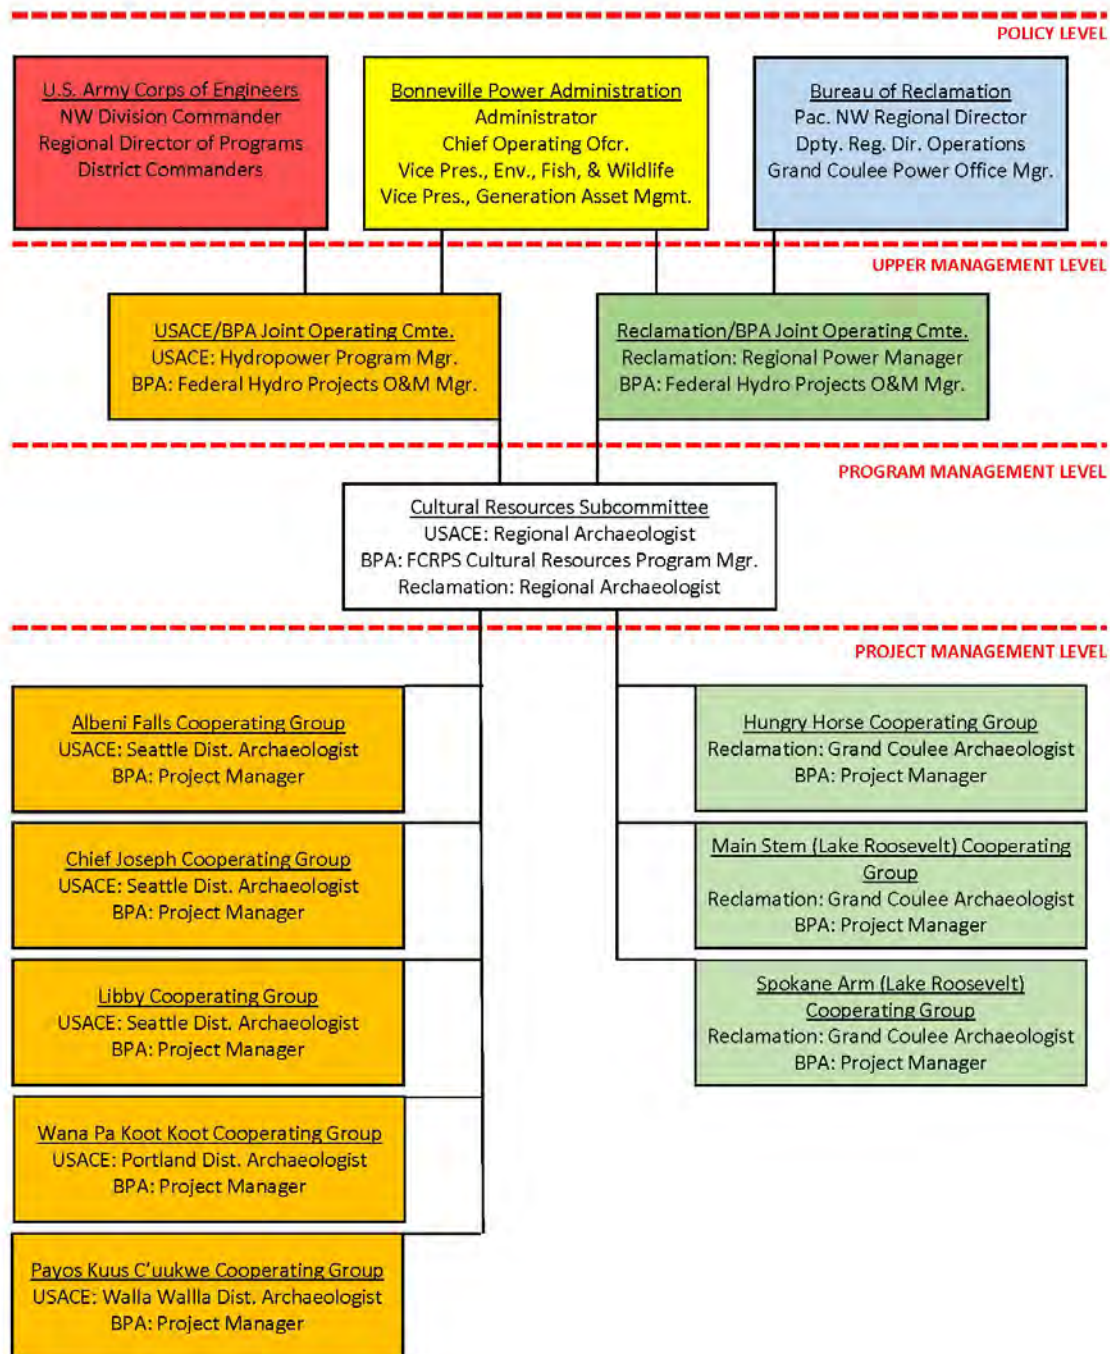 POLICY LEVEL
U.S. Army Corps of Engineers
NW Division Commander
Regional Director of Programs
District Commanders
Bonneville Power Administration
Administrator
Chief Operating Ofcr.
Vice Pres., Env., Fish, & Wildlife
Vice Pres., Generation Asset Mgmt.
Bureau of Reclamation
Pac. NW Regional Director
Dpty. Reg. Dir. Operations
Grand Coulee Power Office Mgr.
UPPER MANAGEMENT LEVEL
USACE/BPA Joint Operating Cmte.
USACE: Hydropower Program Mgr.
BPA: Federal Hydro Projects O&M Mgr.
Reclamation/BPA Joint Operating Cmte.
Reclamation: Regional Power Manager
BPA: Federal Hydro Projects O&M Mgr.
PROGRAM MANAGEMENT LEVEL
Cultural Resources Subcommittee
USACE: Regional Archaeologist
BPA: FCRPS Cultural Resources Program Mgr.
Reclamation: Regional Archaeologist
PROJECT MANAGEMENT LEVEL
Albeni Falls Cooperating Group
USACE: Seattle Dist. Archaeologist
BPA: Project Manager
Chief Joseph Cooperating Group
USACE: Seattle Dist. Archaeologist
BPA: Project Manager
Libby Cooperating Group
USACE: Seattle Dist. Archaeologist
BPA: Project Manager
Wana Pa Koot Koot Cooperating Group
USACE: Portland Dist. Archaeologist
BPA: Project Manager
Payos Kuus C'uukwe Cooperating Group
USACE: Walla Wallla Dist. Archaeologist
BPA: Project Manager
Hungry Horse Cooperating Group
Reclamation: Grand Coulee Archaeologist
BPA: Project Manager
Main Stem (Lake Roosevelt) Cooperating
Group
Reclamation: Grand Coulee Archaeologist
BPA: Project Manager
Spokane Arm (Lake Roosevelt)
Cooperating Group
Reclamation: Grand Coulee Archaeologist
BPA: Project Manager